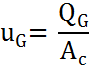 u_G = Q_G / A_c